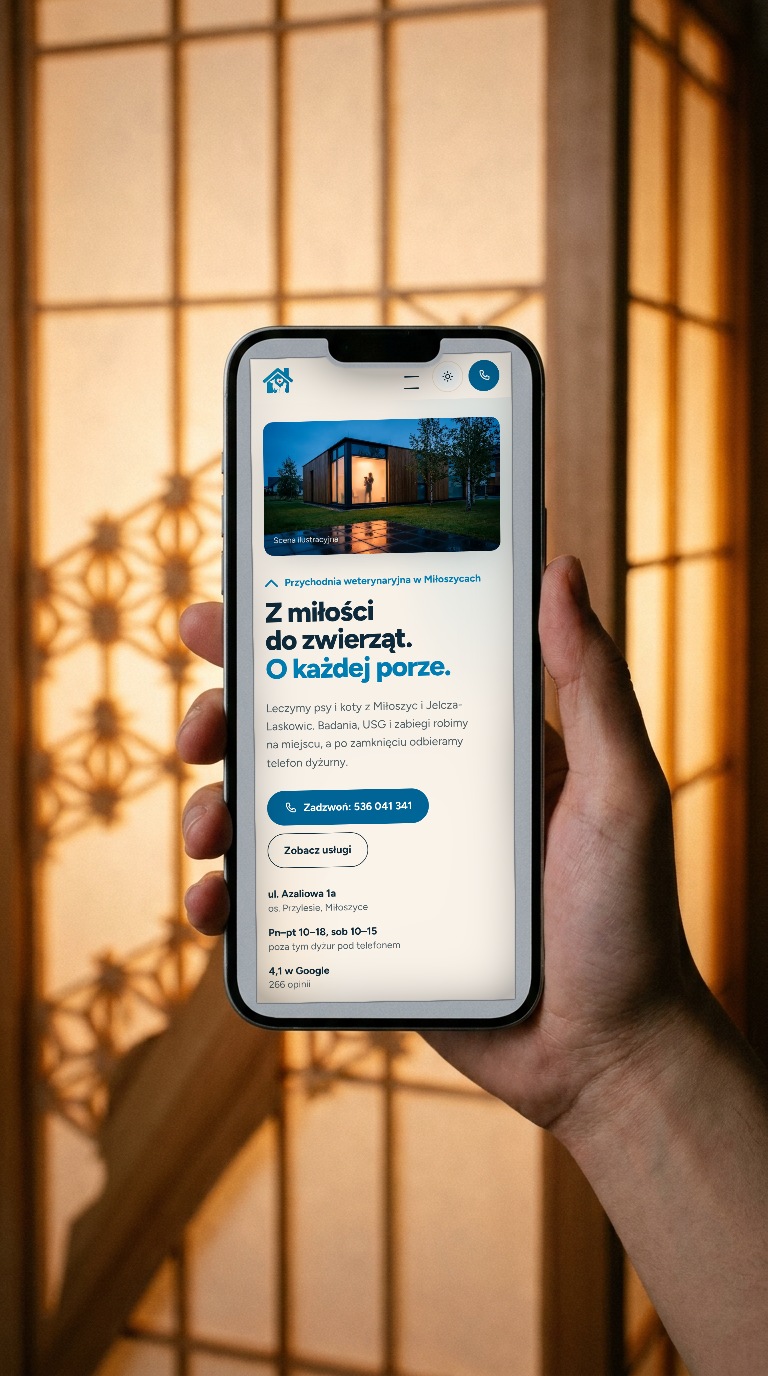 Scena ilustracyjna
Przychodnia weterynaryjna w Miłoszycach
Z miłości
do zwierząt.
O każdej porze.
Leczymy psy i koty z Miłoszyc i Jelcza-
Laskowic. Badania, USG i zabiegi robimy
na miejscu, a po zamknięciu odbieramy
telefon dyżurny.
Zadzwoń: 536 041 341
Zobacz usługi
ul. Azaliowa 1a
os. Przylesie, Miłoszyce
Pn–pt 10–18, sob 10–15
poza tym dyżur pod telefonem
4,1 w Google
266 opinii